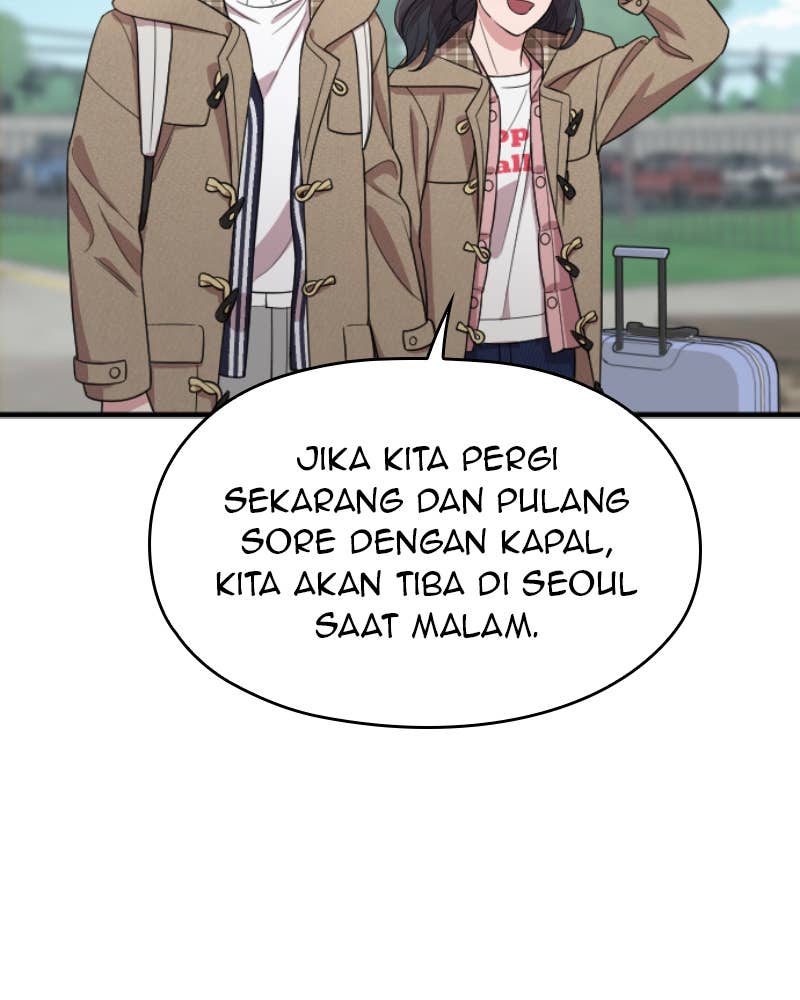 JIKA KITA PERGI
SEKARANG DAN PULANG
SORE DENGAN KAPAL,
KITA AKAN TIBA DI SEOUL
SAAT MALAM.